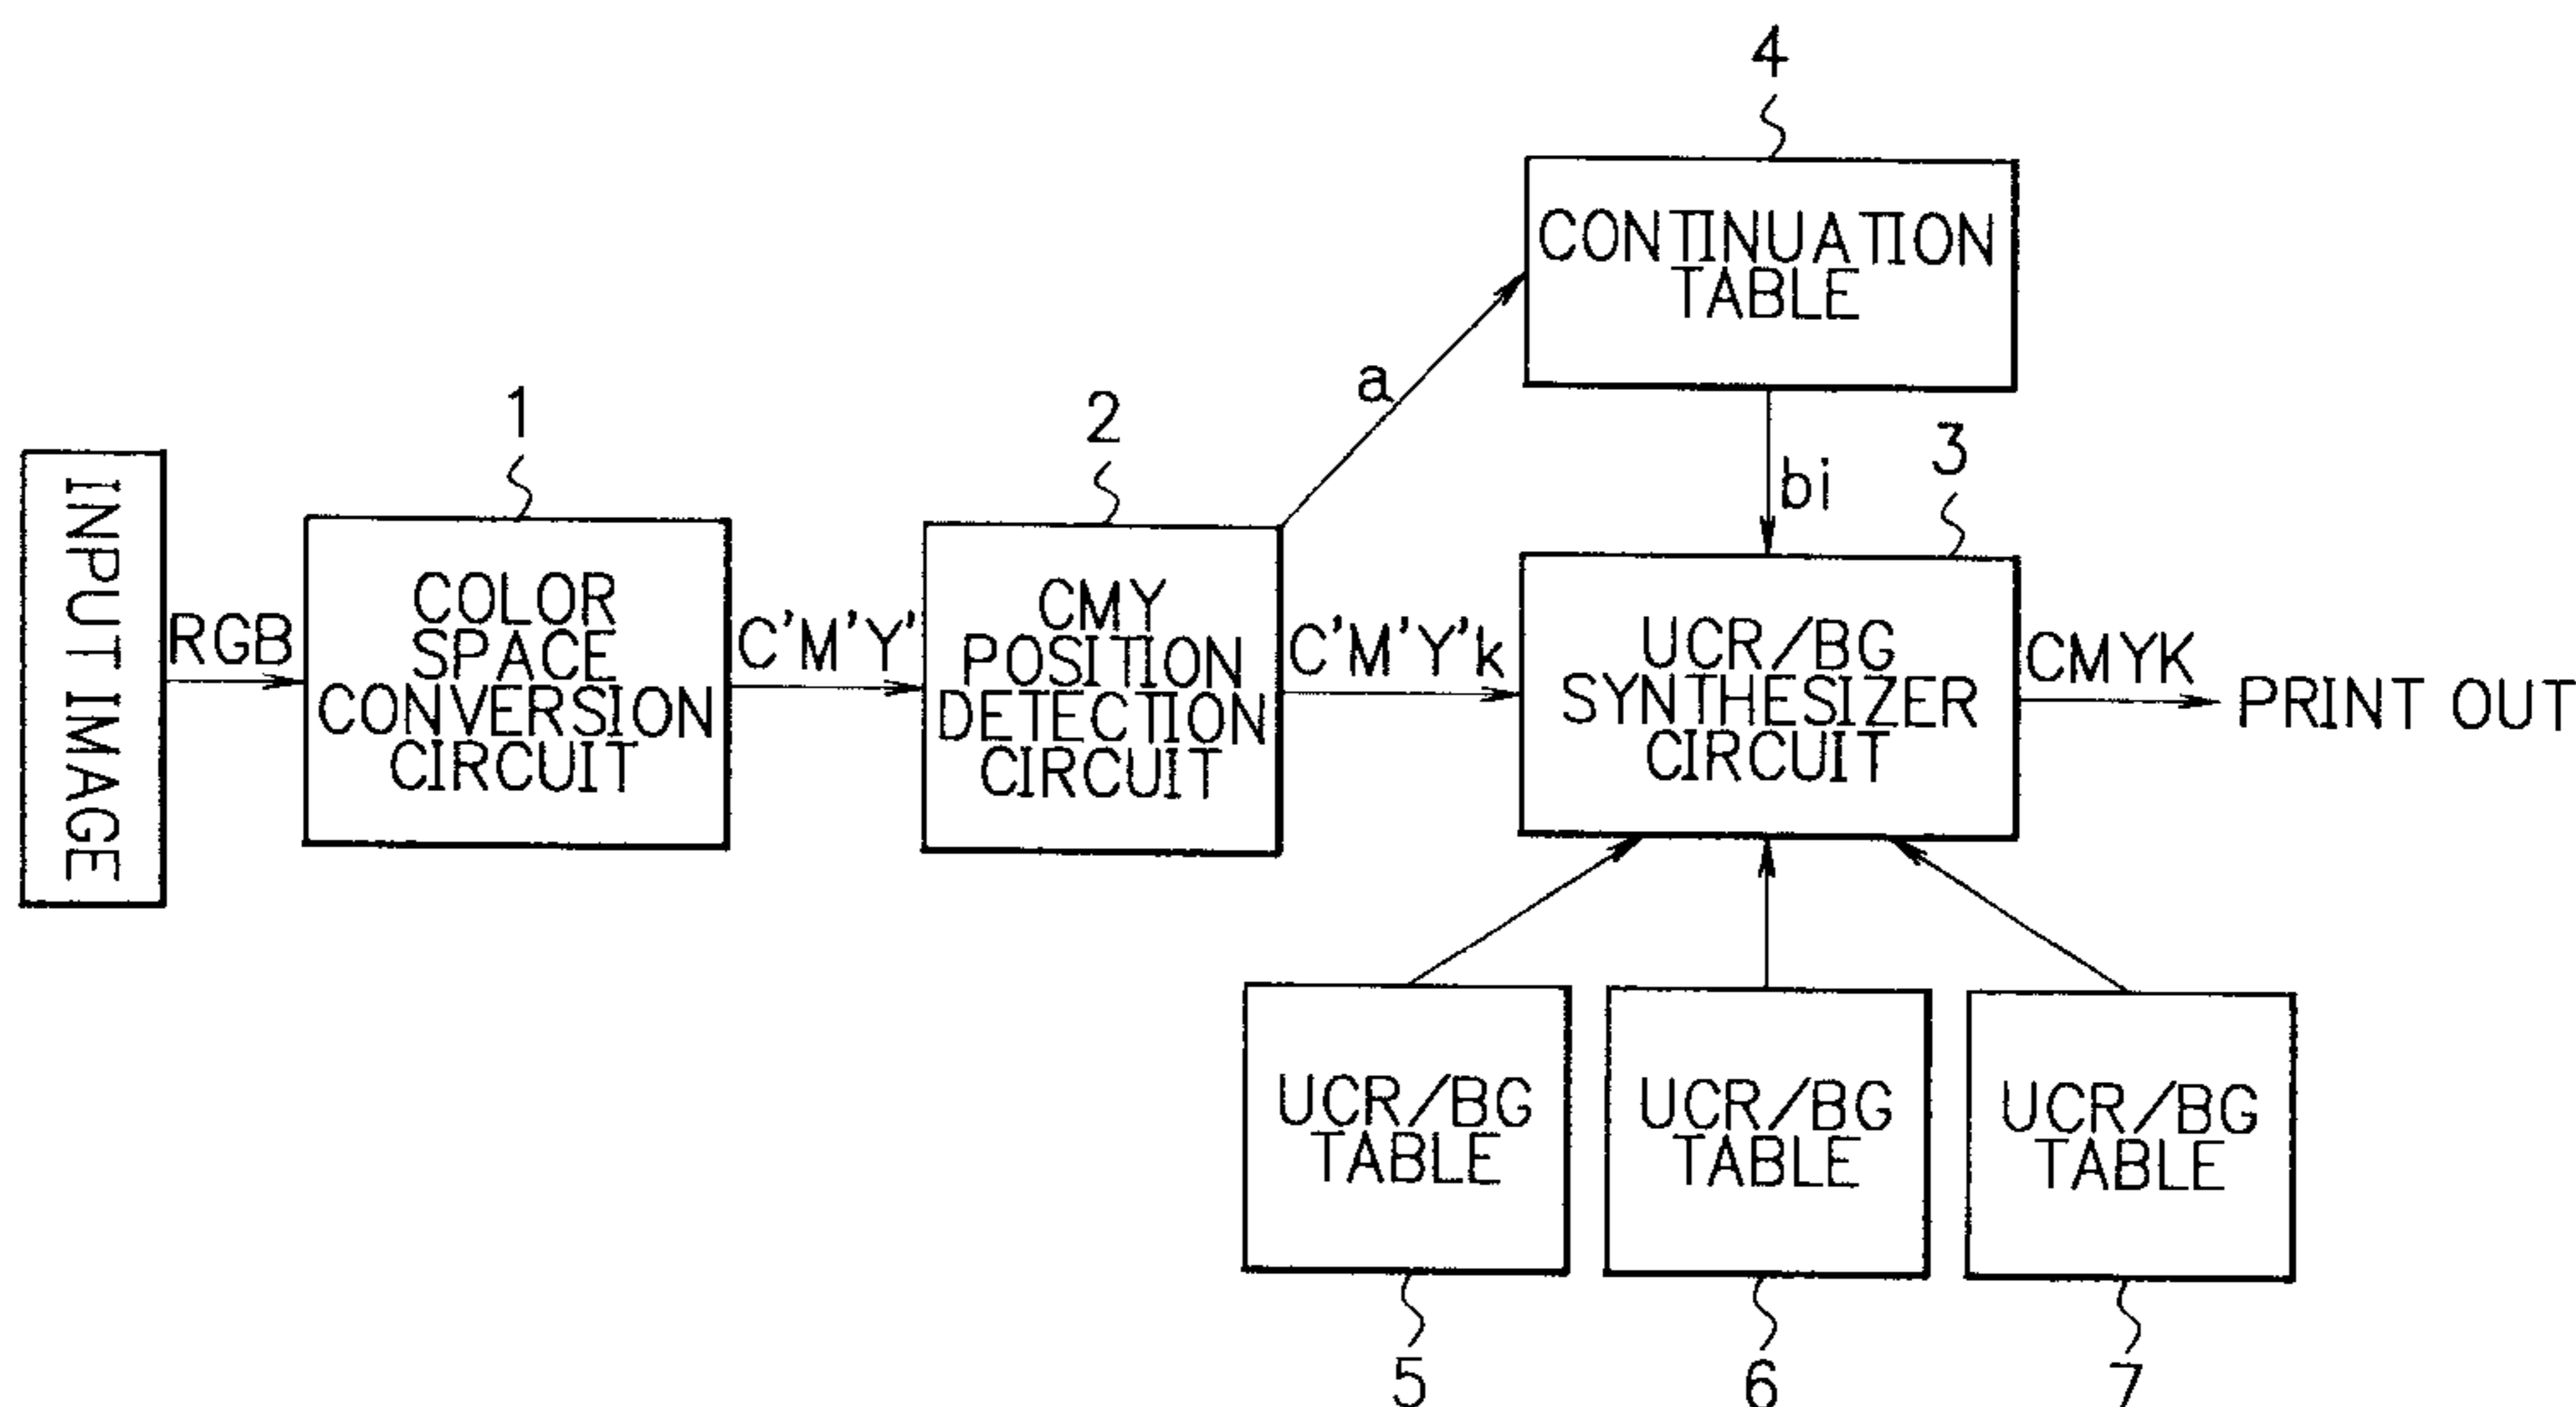 4
CONTINUATION
TABLE
a
bi
1
2
3
INPUT IMAGE
RGB
COLOR
SPACE
CONVERSION
CIRCUIT
C'M'Y'
CMY
POSITION
DETECTION
CIRCUIT
C'M'Y'k
UCR/BG
SYNTHESIZER
CIRCUIT
CMYK
PRINT OUT
UCR/BG
TABLE
UCR/BG
TABLE
UCR/BG
TABLE
5
6
7